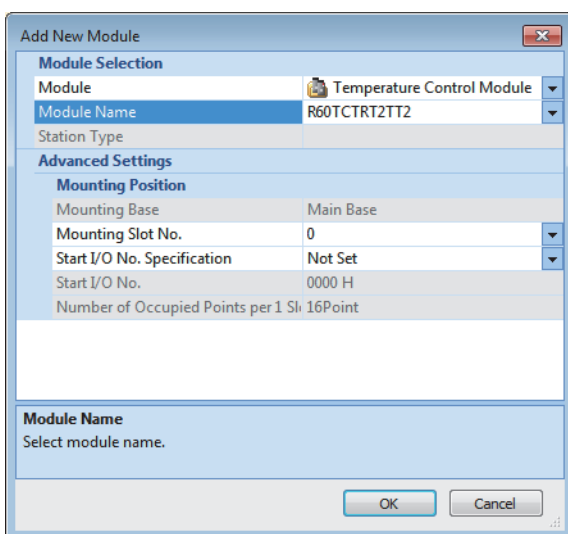 Add New Module
Module Selection
Module Temperature Control Module
Module Name R60TCTRT2TT2
Station Type
Advanced Settings
Mounting Position
Mounting Base Main Base
Mounting Slot No. 0
Start I/O No. Specification Not Set
Start I/O No. 0000 H
Number of Occupied Points per 1 Sl 16Point
Module Name
Select module name.
OK Cancel